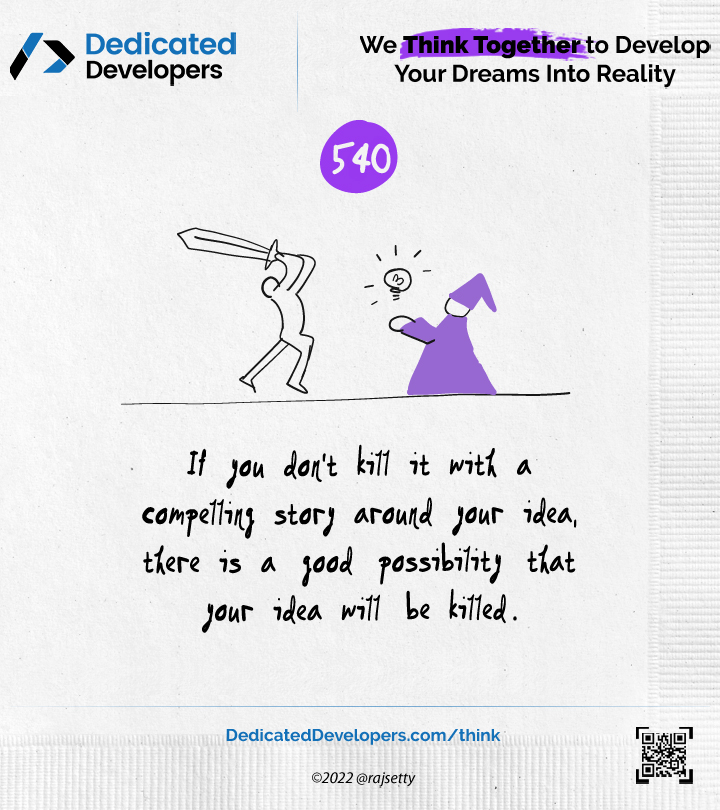 Dedicated
Developers
We Think Together to Develop
Your Dreams Into Reality
540
If you don't kill it with a
compelling story around your idea,
there is a good possibility that
your idea will be killed.
DedicatedDevelopers.com/think
©2022 @rajsetty